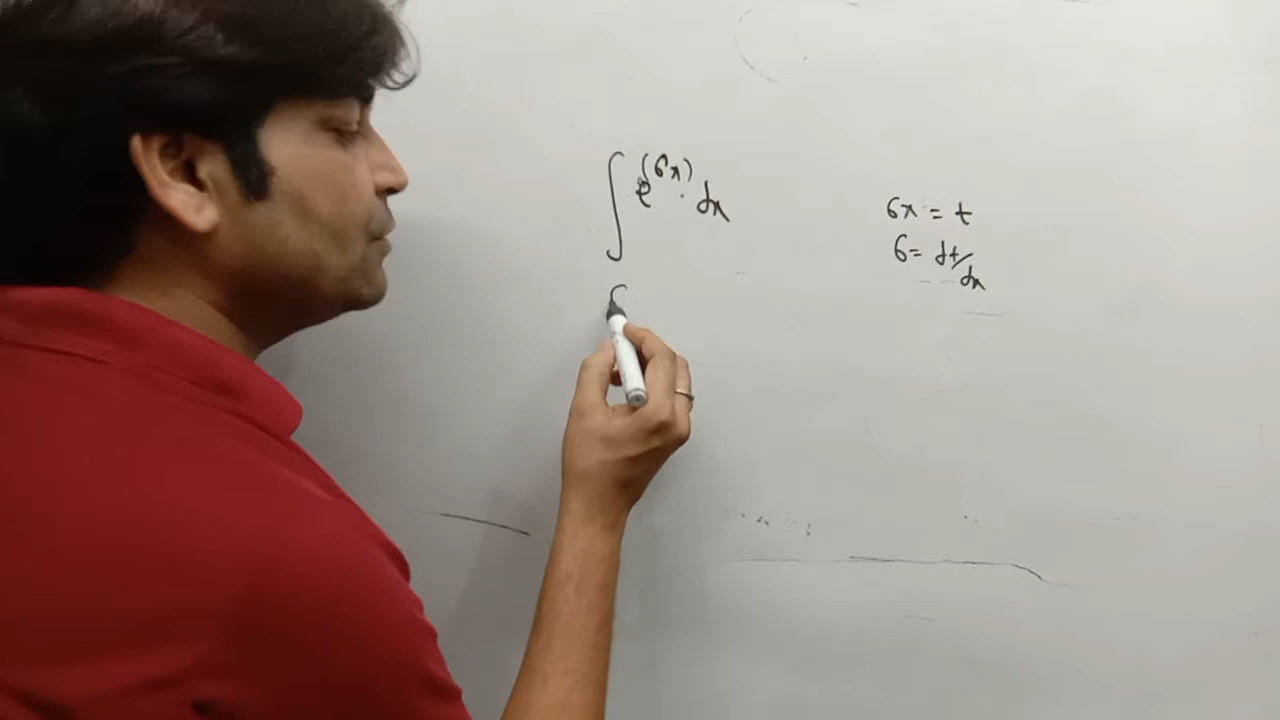 ∫ e^(6x) . dx
6x = t
6 = dt/dx
∫